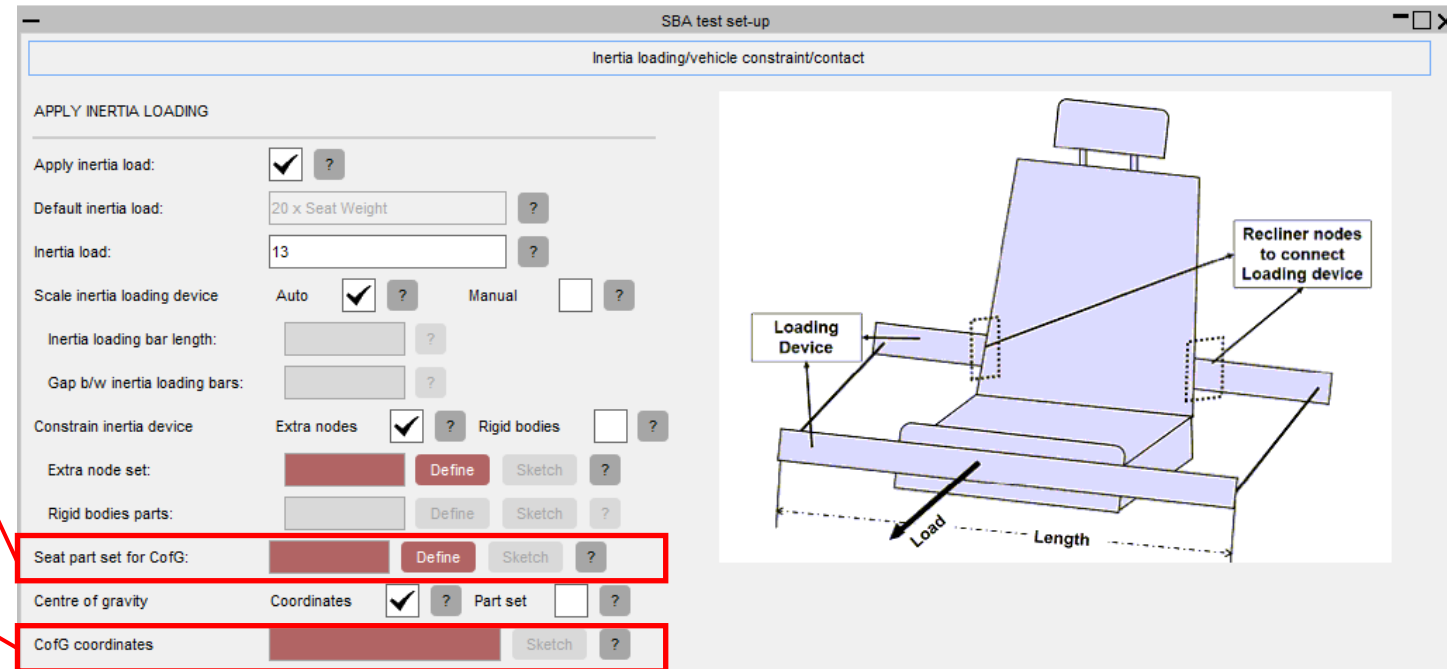 SBA test set-up
Inertia loading/vehicle constraint/contact
APPLY INERTIA LOADING
Apply inertia load: ?
Default inertia load: 20 x Seat Weight ?
Inertia load: 13 ?
Scale inertia loading device Auto ? Manual ?
Inertia loading bar length: ?
Gap b/w inertia loading bars: ?
Constrain inertia device Extra nodes ? Rigid bodies ?
Extra node set: Define Sketch ?
Rigid bodies parts: Define Sketch ?
Seat part set for CofG: Define Sketch ?
Centre of gravity Coordinates ? Part set ?
CofG coordinates Sketch ?
Recliner nodes
to connect
Loading device
Loading
Device
Load
Length